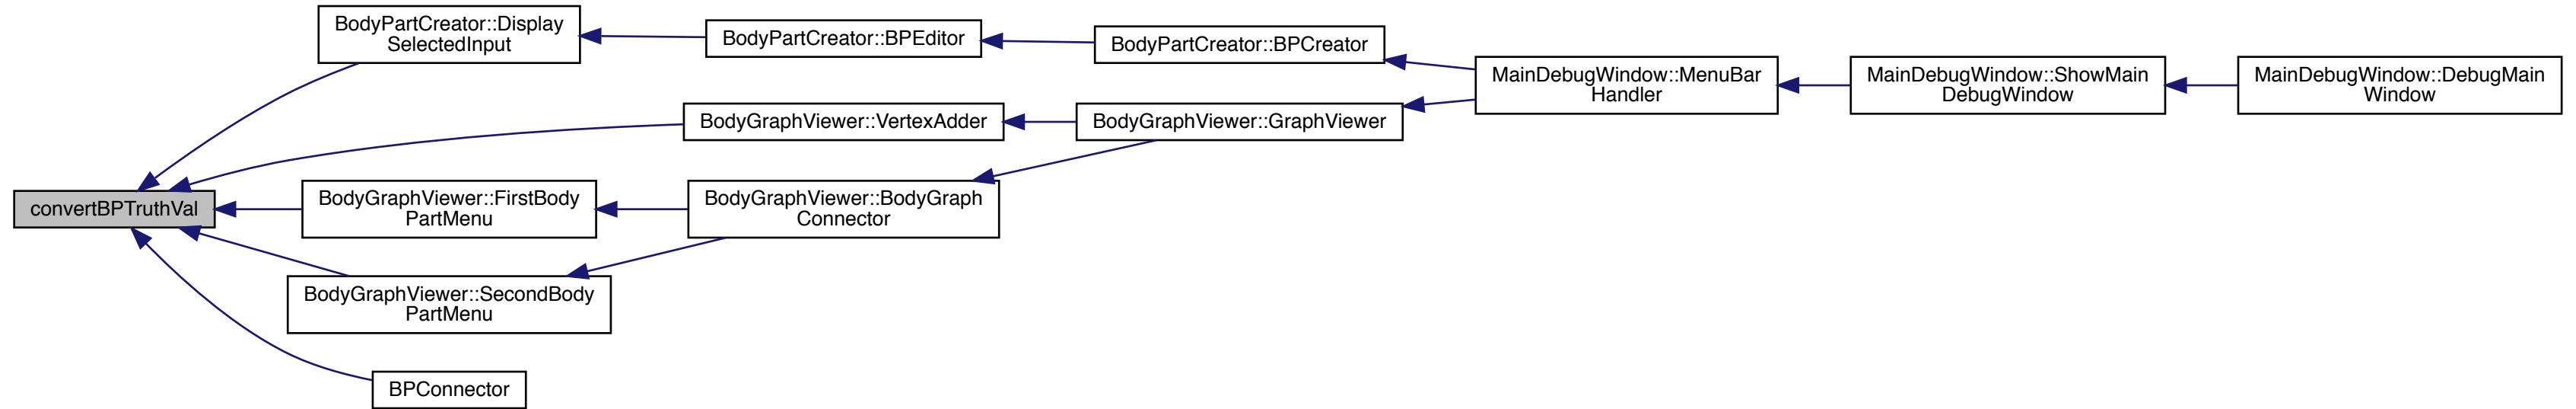 BodyPartCreator::Display
SelectedInput
BodyPartCreator::BPEditor
BodyPartCreator::BPCreator
MainDebugWindow::MenuBar
Handler
MainDebugWindow::ShowMain
DebugWindow
MainDebugWindow::DebugMain
Window
BodyGraphViewer::VertexAdder
BodyGraphViewer::GraphViewer
convertBPTruthVal
BodyGraphViewer::FirstBody
PartMenu
BodyGraphViewer::BodyGraph
Connector
BodyGraphViewer::SecondBody
PartMenu
BPConnector